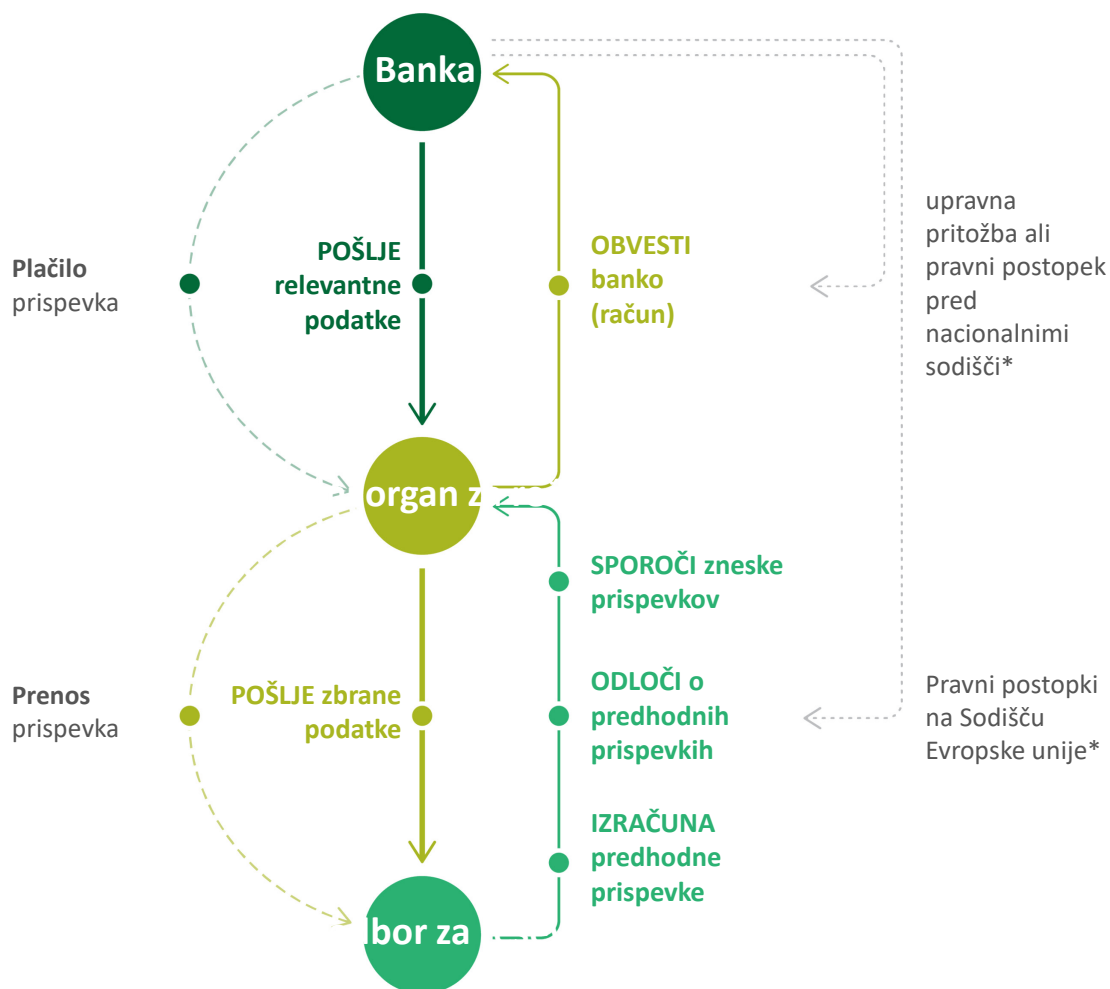 Banka
Plačilo
prispevka
POŠLJE
relevantne
podatke
OBVESTI
banko
(račun)
upravna
pritožba ali
pravni postopek
pred
nacionalnimi
sodišči*
organ
SPOROČI zneske
prispevkov
Prenos
prispevka
POŠLJE zbrane
podatke
ODLOČI o
predhodnih
prispevkih
Pravni postopki
na Sodišču
Evropske unije*
IZRAČUNA
predhodne
prispevke
za